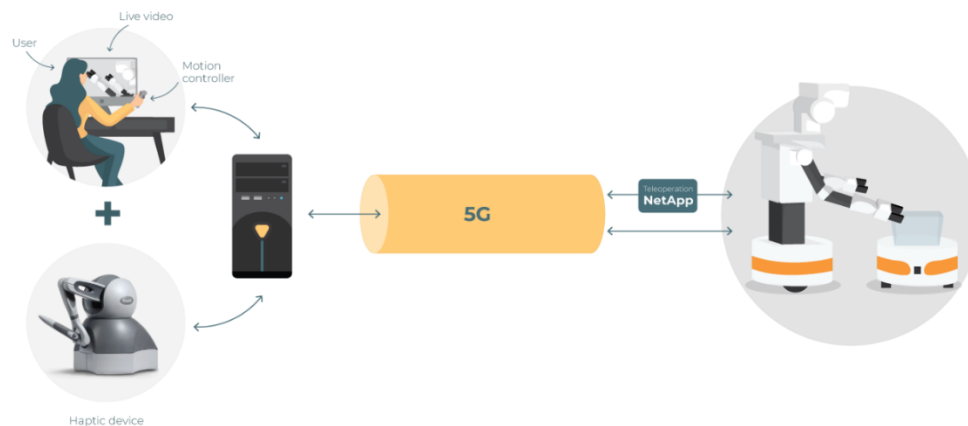 Live video
User
Motion
controller
5G
Teleoperation
NetApp
Haptic device